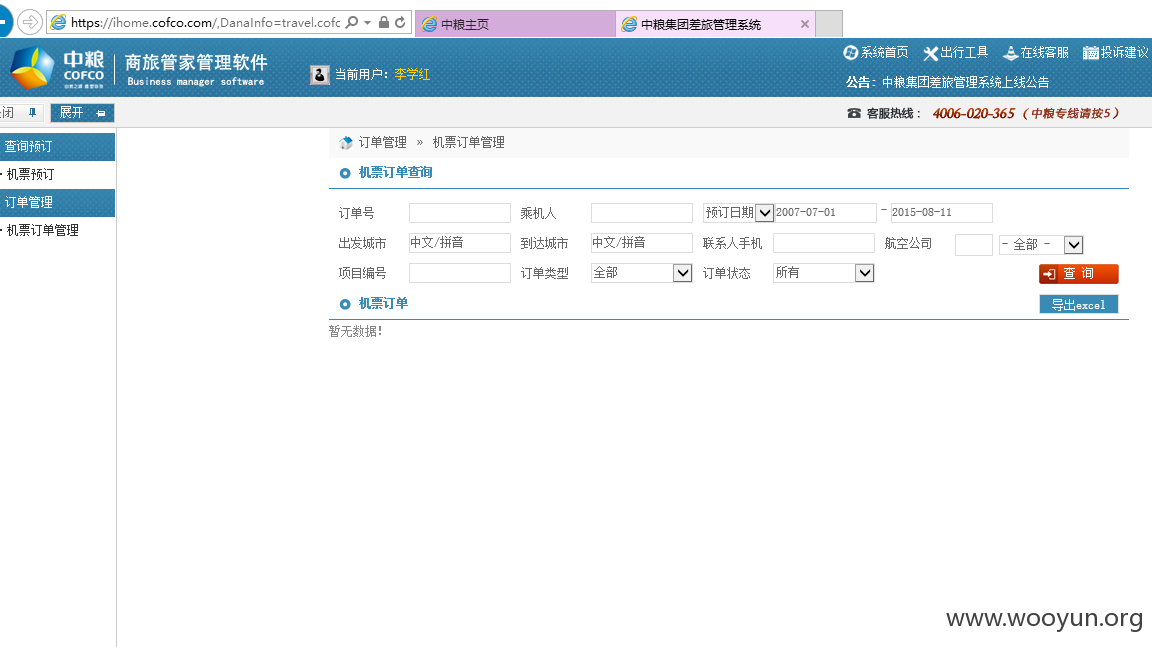 https://ihome.cofco.com/,DanaInfo=travel.cofc
中粮主页
中粮集团差旅管理系统
中粮
COFCO
商旅管家管理软件
Business manager software
当前用户：李学红
系统首页 出行工具 在线客服 投诉建议
公告：中粮集团差旅管理系统上线公告
闭 展开
客服热线： 4006-020-365（中粮专线请按5）
查询预订
· 机票预订
订单管理
· 机票订单管理
订单管理 » 机票订单管理
机票订单查询
订单号 乘机人 预订日期 2007-07-01 - 2015-08-11
出发城市 中文/拼音 到达城市 中文/拼音 联系人手机 航空公司 - 全部 -
项目编号 订单类型 全部 订单状态 所有 查 询
机票订单 导出excel
暂无数据!
www.wooyun.org